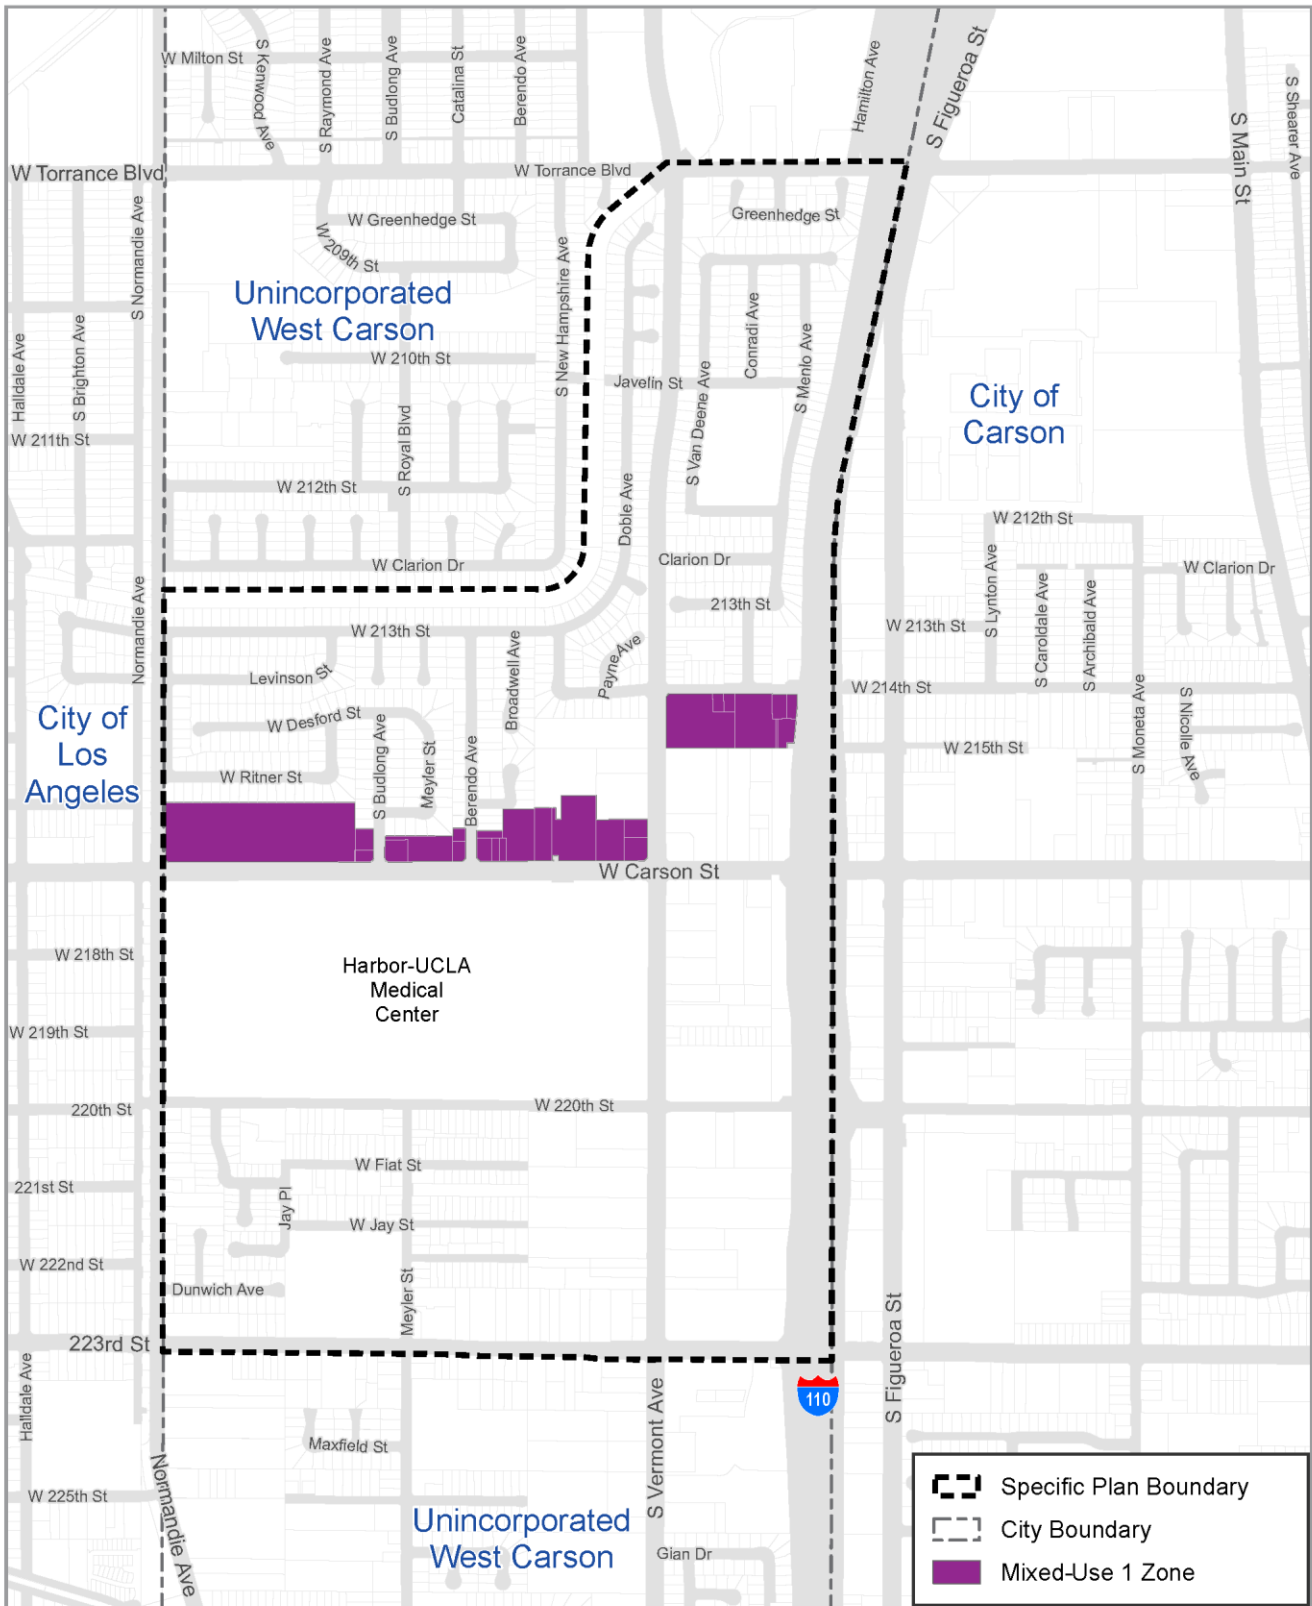 W Milton St
S Kenwood Ave
S Raymond Ave
S Budlong Ave
Catalina St
Berendo Ave
Hamilton Ave
S Figueroa St
S Main St
S Shearer Ave
W Torrance Blvd
W Torrance Blvd
S Normandie Ave
W Greenhedge St
W 209th St
Greenhedge St
S New Hampshire Ave
Unincorporated
West Carson
Halldale Ave
S Brighton Ave
W 210th St
Javelin St
Conradi Ave
S Menlo Ave
S Van Deene Ave
City of
Carson
W 211th St
S Royal Blvd
W 212th St
Doble Ave
W 212th St
W Clarion Dr
Clarion Dr
W Clarion Dr
Normandie Ave
213th St
S Lynton Ave
S Caroldale Ave
S Archibald Ave
W 213th St
W 213th St
Levinson St
Broadwell Ave
Payne Ave
W 214th St
S Moneta Ave
S Nicolle Ave
City of
Los
Angeles
W Desford St
S Budlong Ave
Meyler St
Berendo Ave
W 215th St
W Ritner St
W Carson St
W 218th St
Harbor-UCLA
Medical
Center
W 219th St
220th St
W 220th St
W Fiat St
221st St
Jay Pl
W Jay St
W 222nd St
Dunwich Ave
Meyler St
223rd St
S Figueroa St
Halldale Ave
110
S Vermont Ave
Maxfield St
Normandie Ave
W 225th St
Unincorporated
West Carson
Gian Dr
Specific Plan Boundary
City Boundary
Mixed-Use 1 Zone